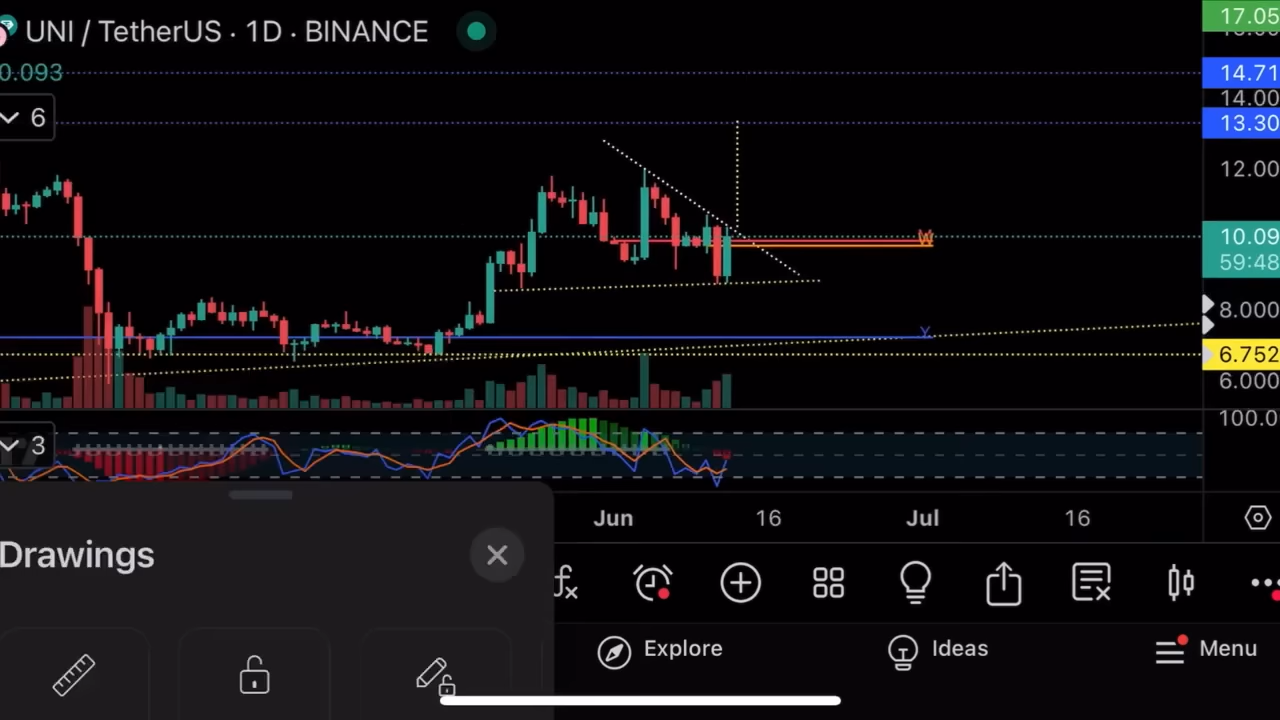 UNI / TetherUS · 1D · BINANCE
17.05
0.093
14.71
14.00
6
13.30
12.00
W
10.09
59:48
8.000
Y
6.752
6.000
100.0
3
Jun 16 Jul 16
Drawings
Explore
Ideas
Menu